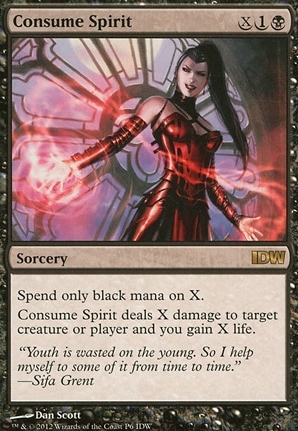 Consume Spirit X1
Sorcery IDW
Spend only black mana on X.
Consume Spirit deals X damage to target
creature or player and you gain X life.
“Youth is wasted on the young. So I help
myself to some of it from time to time.”
—Sifa Grent
Dan Scott
™ & © 2012 Wizards of the Coast P6 IDW